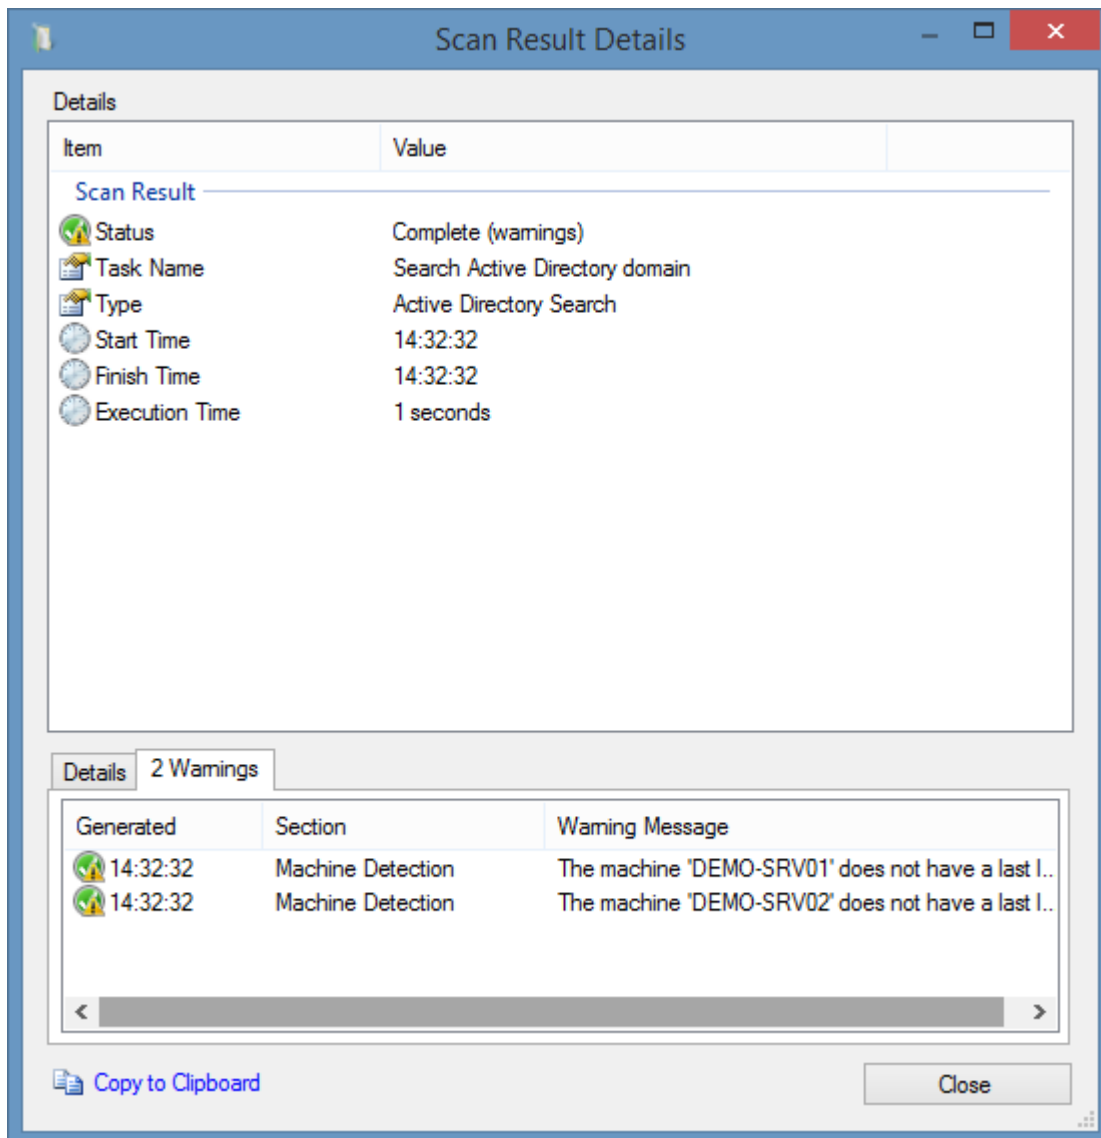 Scan Result Details
Details
Item Value
Scan Result
Status Complete (warnings)
Task Name Search Active Directory domain
Type Active Directory Search
Start Time 14:32:32
Finish Time 14:32:32
Execution Time 1 seconds
Details 2 Warnings
Generated Section Warning Message
14:32:32 Machine Detection The machine 'DEMO-SRV01' does not have a last l..
14:32:32 Machine Detection The machine 'DEMO-SRV02' does not have a last l..
Copy to Clipboard Close